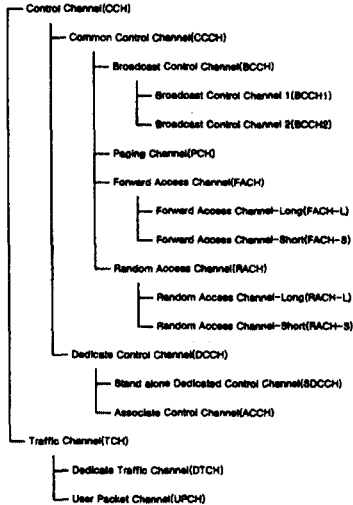 Control Channel(CCH)
Common Control Channel(CCCH)
Broadcast Control Channel(BCCH)
Broadcast Control Channel 1(BCCH1)
Broadcast Control Channel 2(BCCH2)
Paging Channel(PCH)
Forward Access Channel(FACH)
Forward Access Channel-Long(FACH-L)
Forward Access Channel-Short(FACH-S)
Random Access Channel(RACH)
Random Access Channel-Long(RACH-L)
Random Access Channel-Short(RACH-S)
Dedicate Control Channel(DCCH)
Stand alone Dedicated Control Channel(SDCCH)
Associate Control Channel(ACCH)
Traffic Channel(TCH)
Dedicate Traffic Channel(DTCH)
User Packet Channel(UPCH)